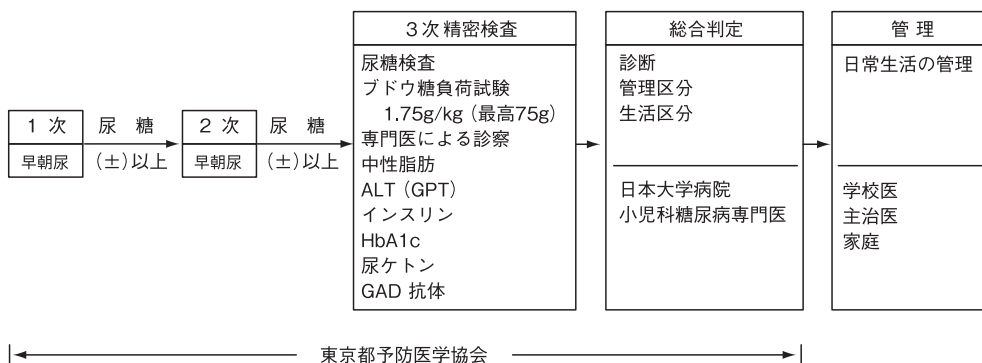 1 次
早朝尿
尿 糖
(±)以上
2 次
早朝尿
尿 糖
(±)以上
3次精密検査
尿糖検査
ブドウ糖負荷試験
1.75g/kg (最高75g)
専門医による診察
中性脂肪
ALT (GPT)
インスリン
HbA1c
尿ケトン
GAD 抗体
総合判定
診断
管理区分
生活区分
日本大学病院
小児科糖尿病専門医
管 理
日常生活の管理
学校医
主治医
家庭
東京都予防医学協会